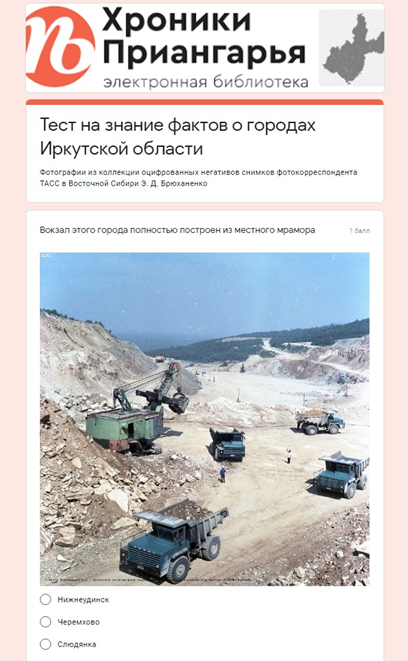 Хроники
Приангарья
электронная библиотека
Тест на знание фактов о городах
Иркутской области
Фотографии из коллекции оцифрованных негативов снимков фотокорреспондента
ТАСС в Восточной Сибири Э. Д. Брюханенко
Вокзал этого города полностью построен из местного мрамора 1 балл
Нижнеудинск
Черемхово
Слюдянка